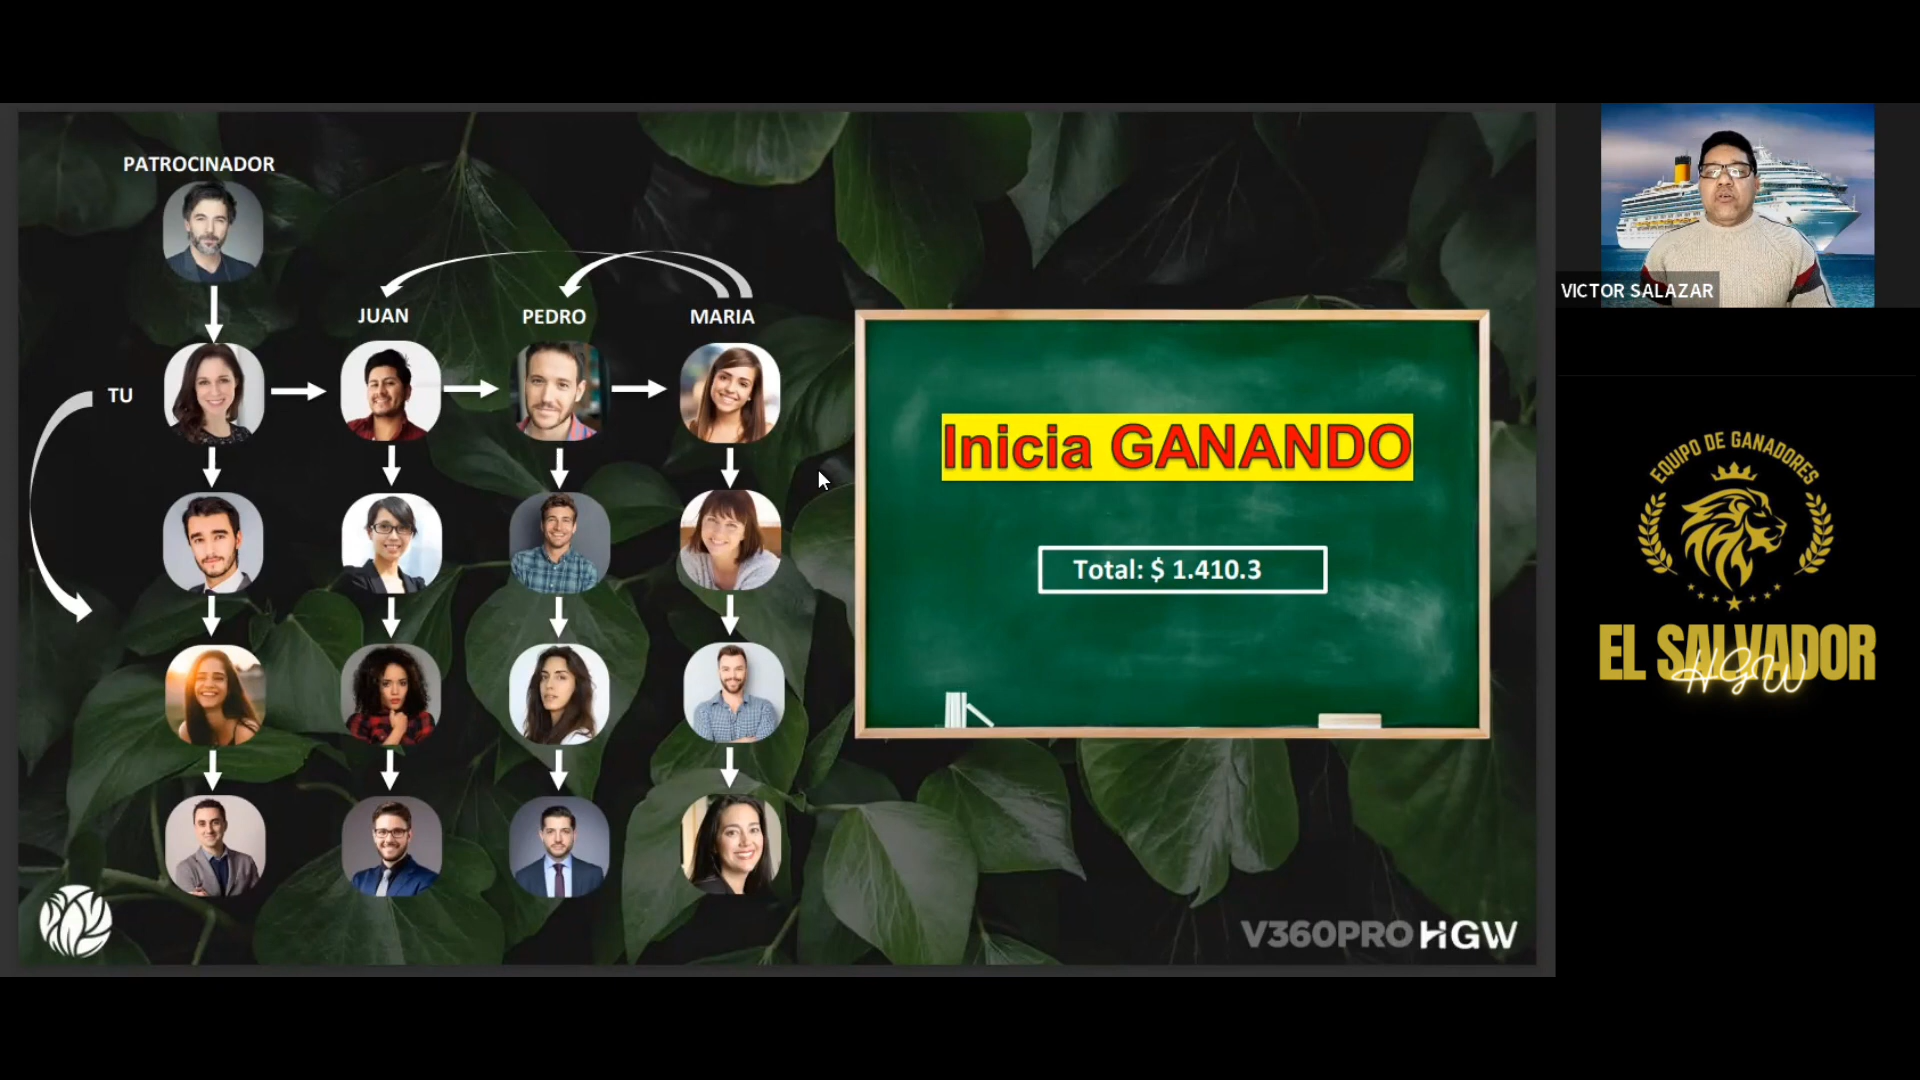 PATROCINADOR
JUAN
PEDRO
MARIA
TU
Inicia GANANDO
Total: $ 1.410.3
V360PRO HGW
VICTOR SALAZAR
EQUIPO DE GANADORES
EL SALVADOR
HGW